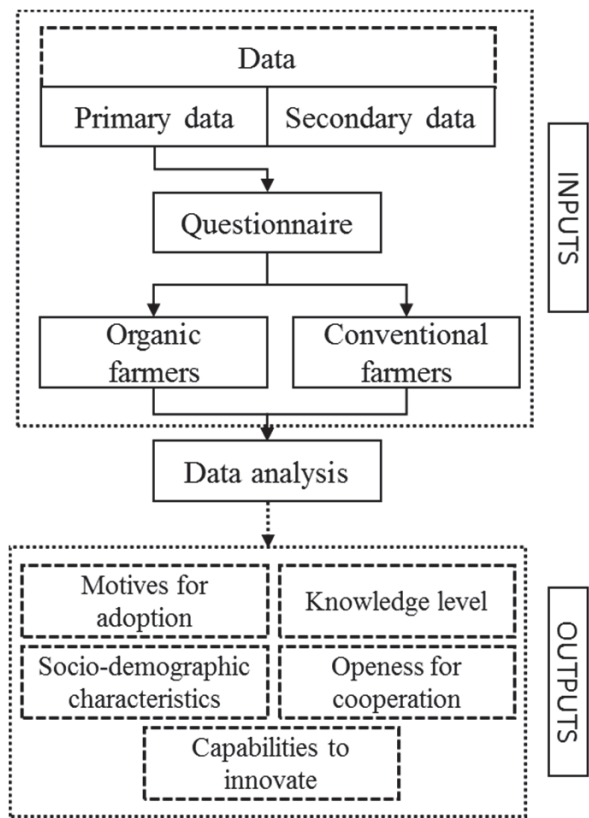 Data
Primary data
Secondary data
Questionnaire
Organic
farmers
Conventional
farmers
INPUTS
Data analysis
Motives for
adoption
Knowledge level
Socio-demographic
characteristics
Openess for
cooperation
Capabilities to
innovate
OUTPUTS